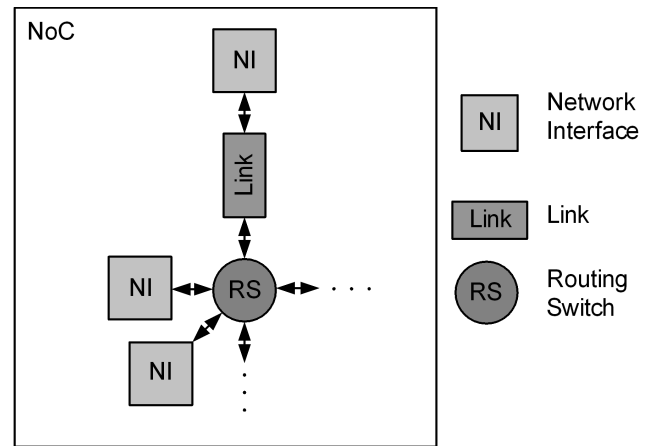 NoC
NI
Link
NI
RS
. . .
NI
.
.
.
NI
Network
Interface
Link
Link
RS
Routing
Switch